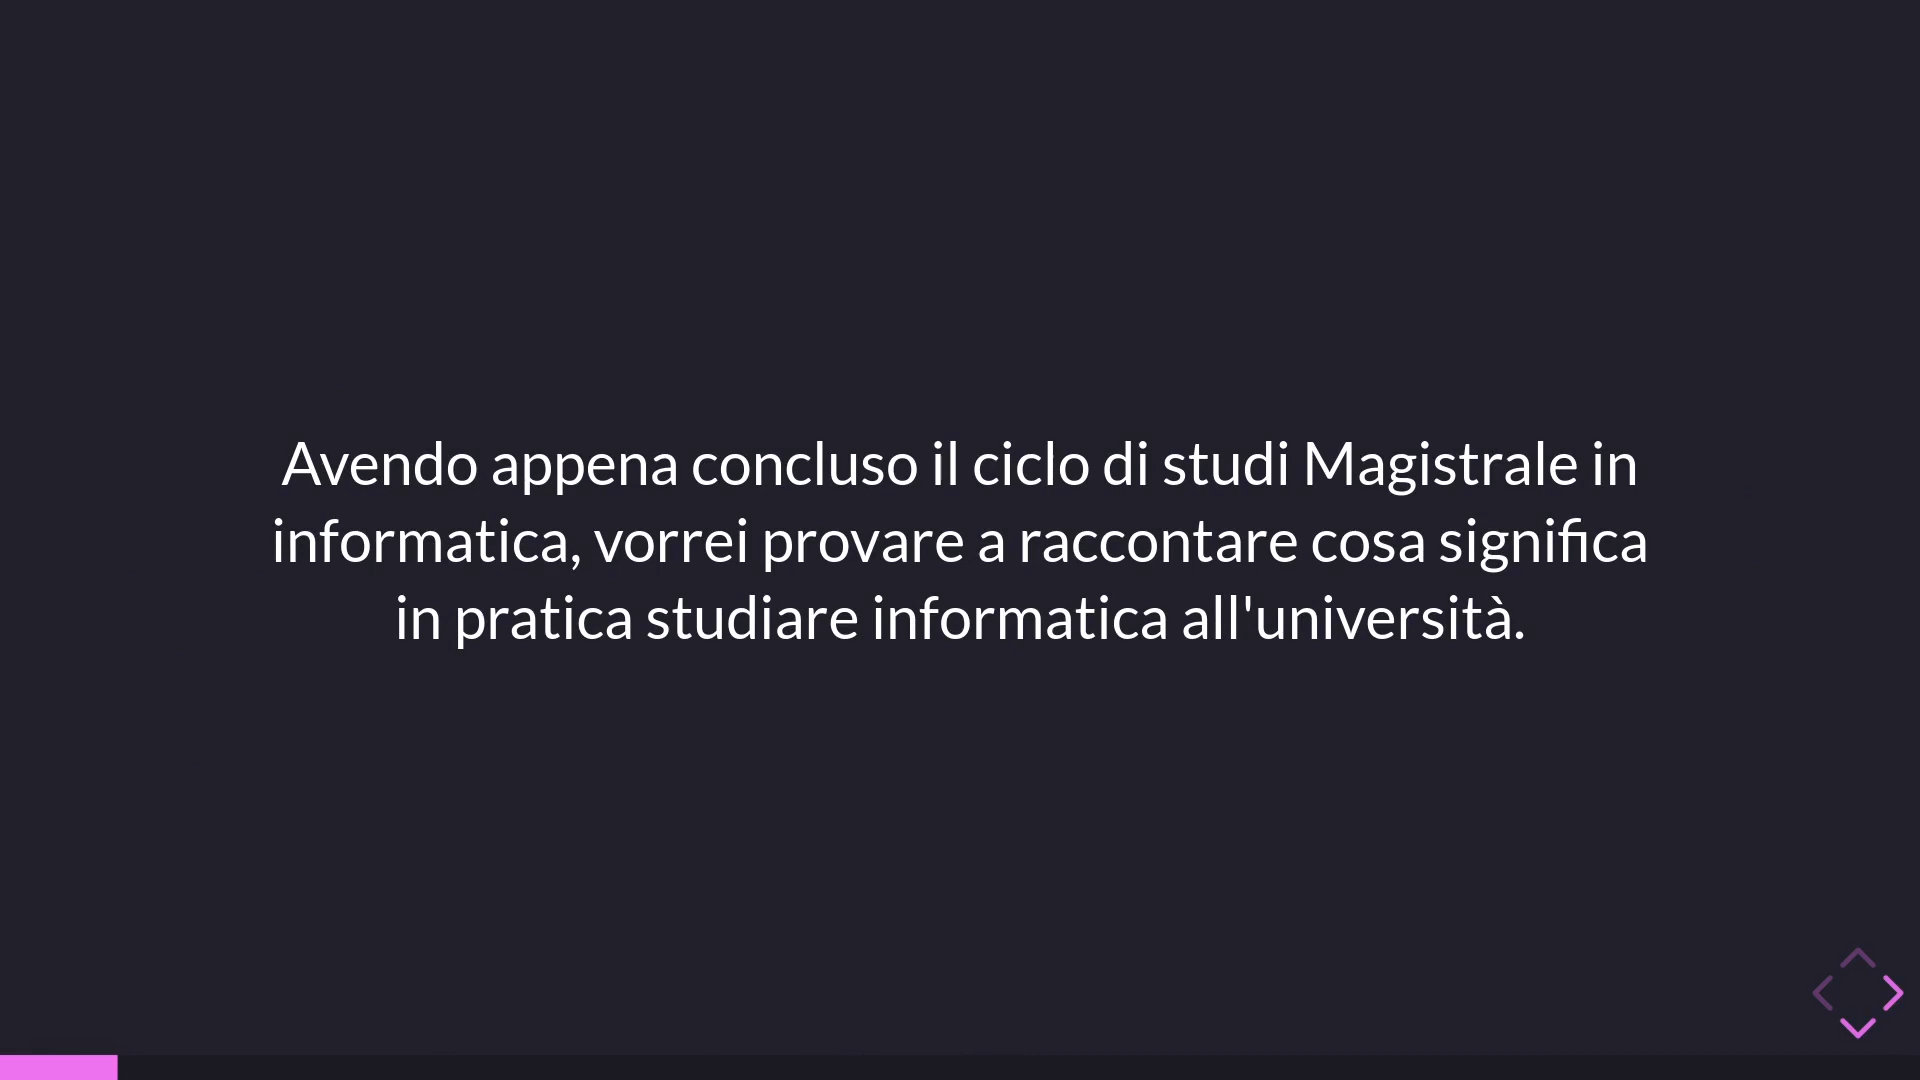 Avendo appena concluso il ciclo di studi Magistrale in
informatica, vorrei provare a raccontare cosa significa
in pratica studiare informatica all'università.